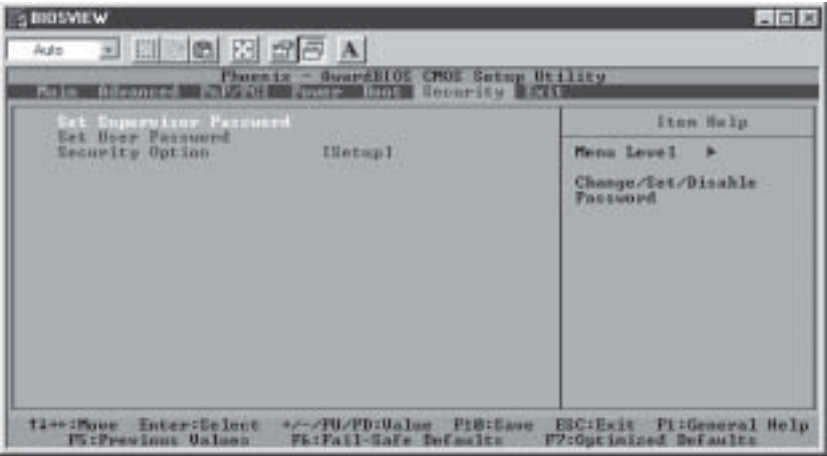 BIOSVIEW
Auto
A
Phoenix - AwardBIOS CMOS Setup Utility
Main Advanced PnP/PCI Power Boot Security Exit
Set Supervisor Password
Set User Password
Security Option [Setup]
Item Help
Menu Level ►
Change/Set/Disable
Password
↑↓↔:Move Enter:Select +/-/PU/PD:Value F10:Save ESC:Exit F1:General Help
F5:Previous Values F6:Fail-Safe Defaults F7:Optimized Defaults